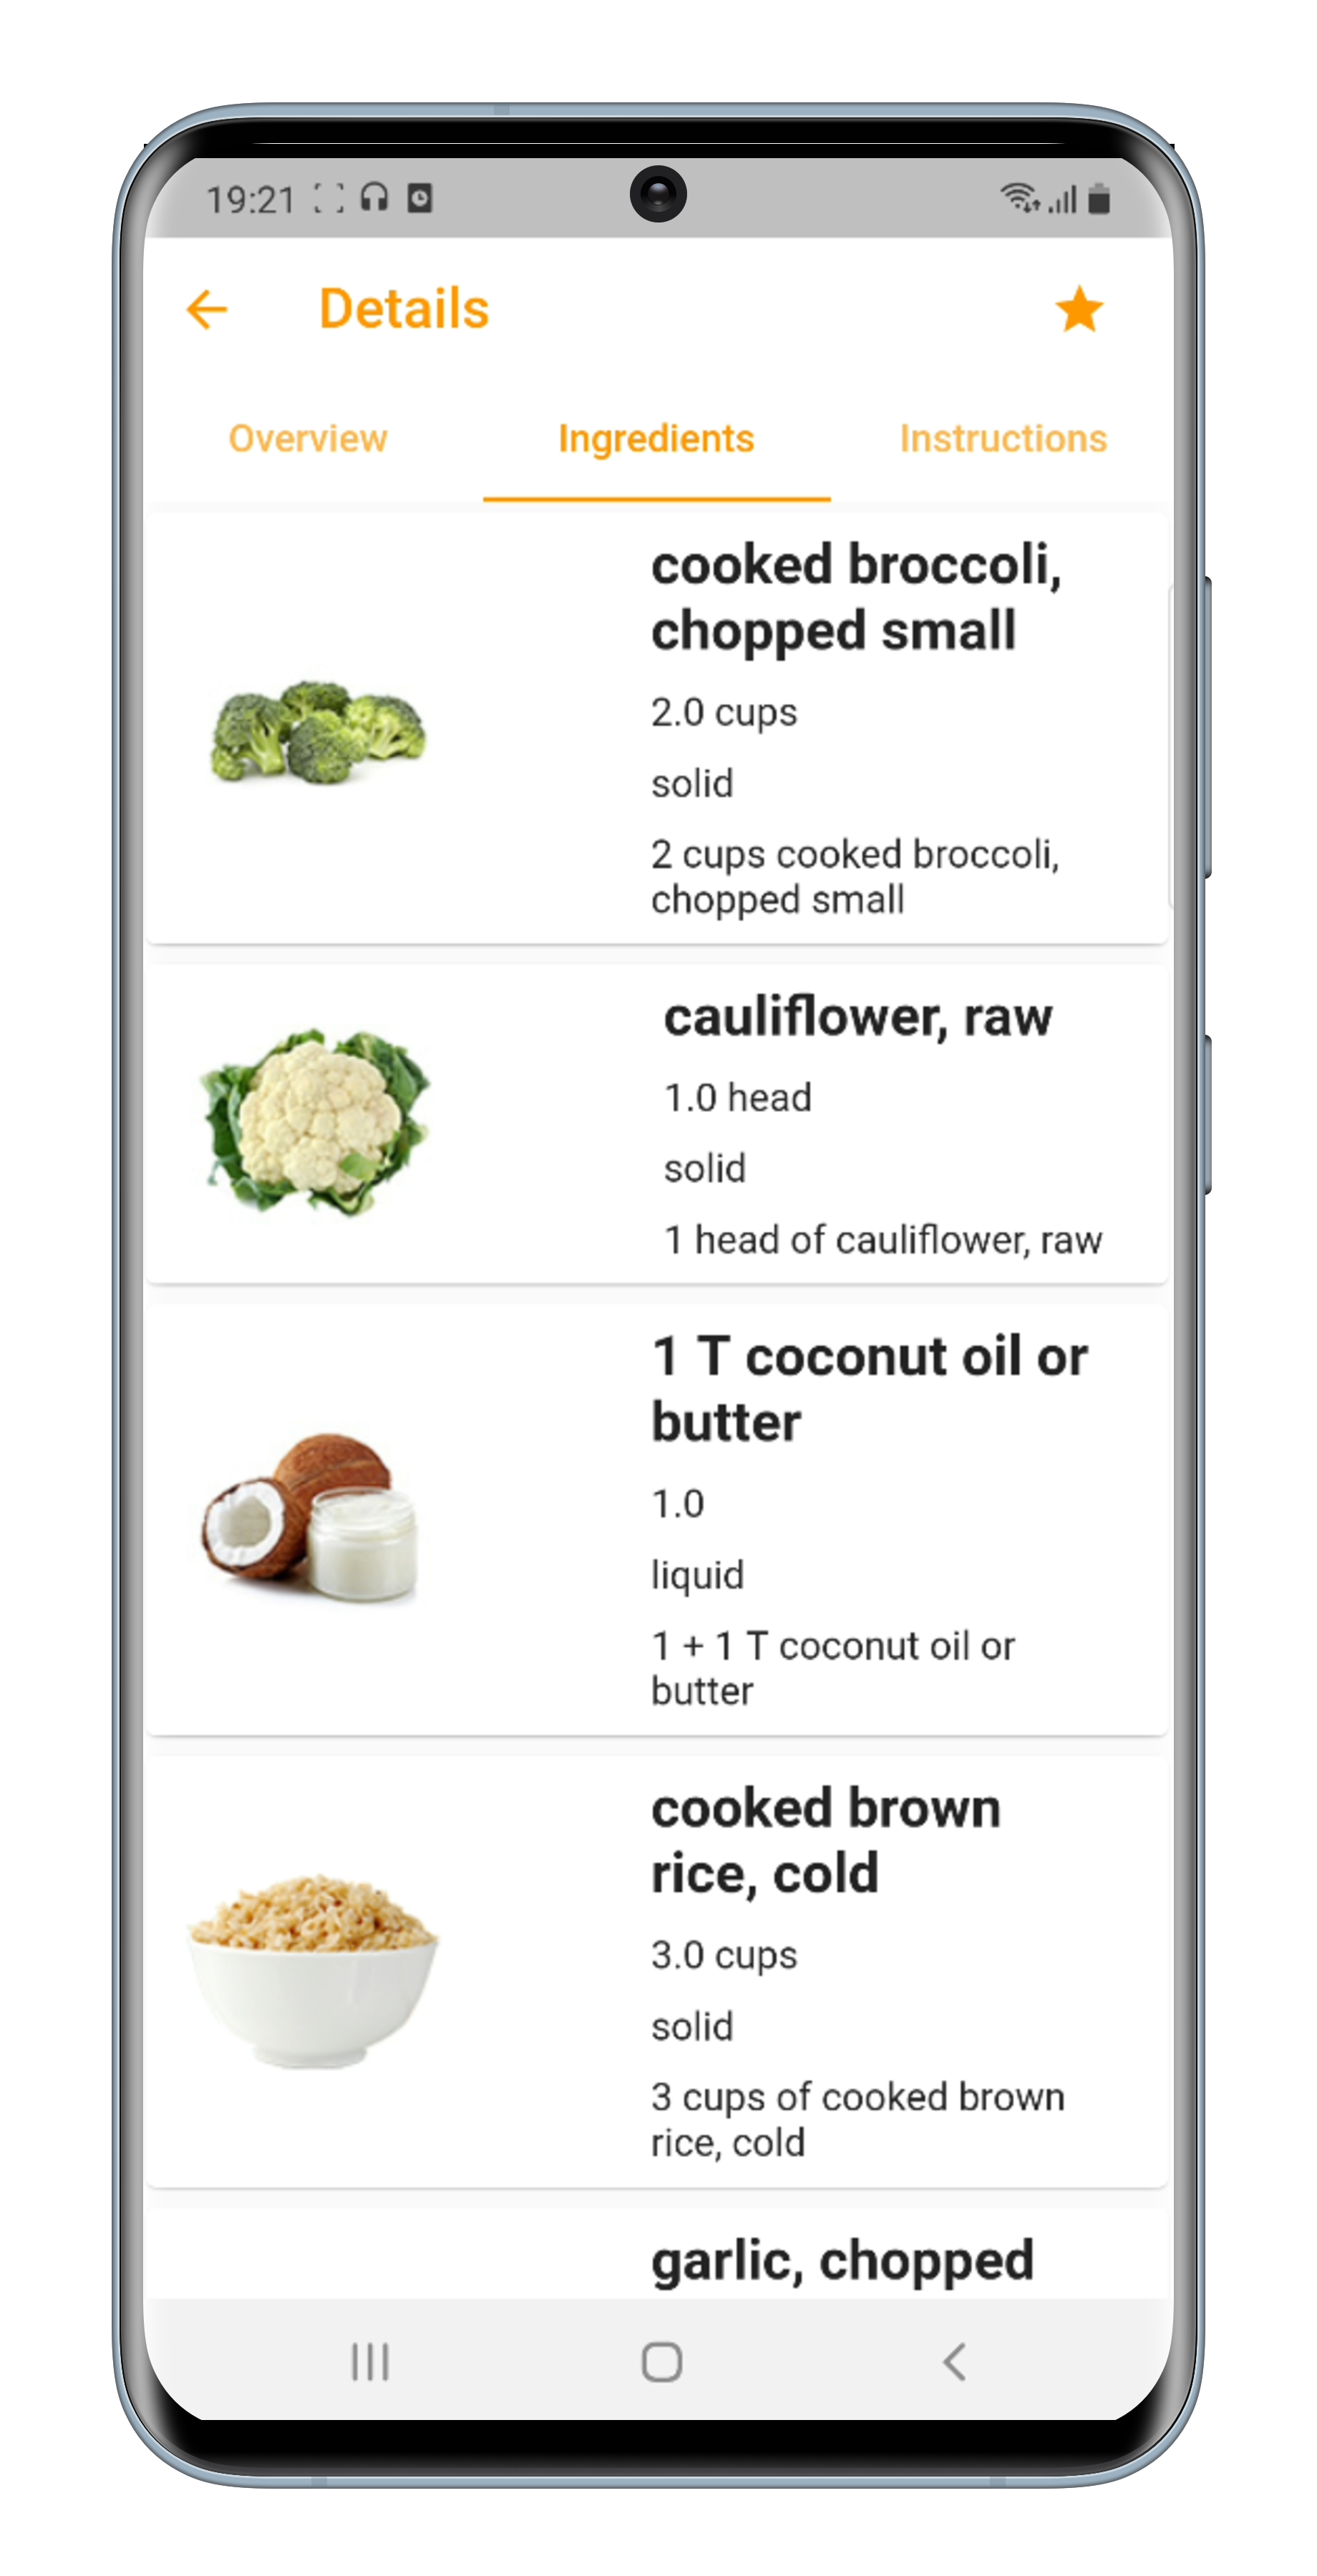 19:21
Details
Overview Ingredients Instructions
cooked broccoli,
chopped small
2.0 cups
solid
2 cups cooked broccoli,
chopped small
cauliflower, raw
1.0 head
solid
1 head of cauliflower, raw
1 T coconut oil or
butter
1.0
liquid
1 + 1 T coconut oil or
butter
cooked brown
rice, cold
3.0 cups
solid
3 cups of cooked brown
rice, cold
garlic, chopped